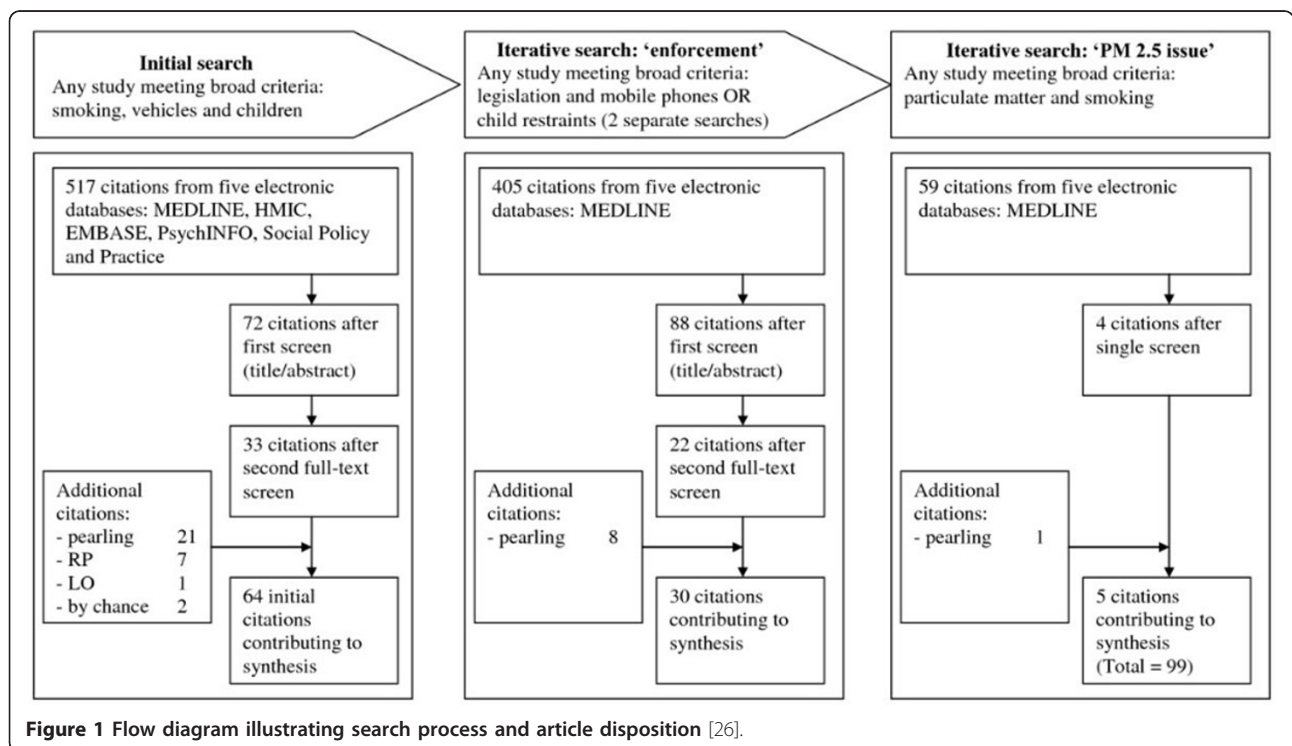 Initial search
Any study meeting broad criteria:
smoking, vehicles and children
Iterative search: 'enforcement'
Any study meeting broad criteria:
legislation and mobile phones OR
child restraints (2 separate searches)
Iterative search: 'PM 2.5 issue'
Any study meeting broad criteria:
particulate matter and smoking
517 citations from five electronic
databases: MEDLINE, HMIC,
EMBASE, PsychINFO, Social Policy
and Practice
72 citations after
first screen
(title/abstract)
33 citations after
second full-text
screen
Additional
citations:
- pearling 21
- RP 7
- LO 1
- by chance 2
64 initial
citations
contributing to
synthesis
405 citations from five electronic
databases: MEDLINE
88 citations after
first screen
(title/abstract)
22 citations after
second full-text
screen
Additional
citations:
- pearling 8
30 citations
contributing to
synthesis
59 citations from five electronic
databases: MEDLINE
4 citations after
single screen
Additional
citations:
- pearling 1
5 citations
contributing to
synthesis
(Total = 99)
Figure 1 Flow diagram illustrating search process and article disposition [26].